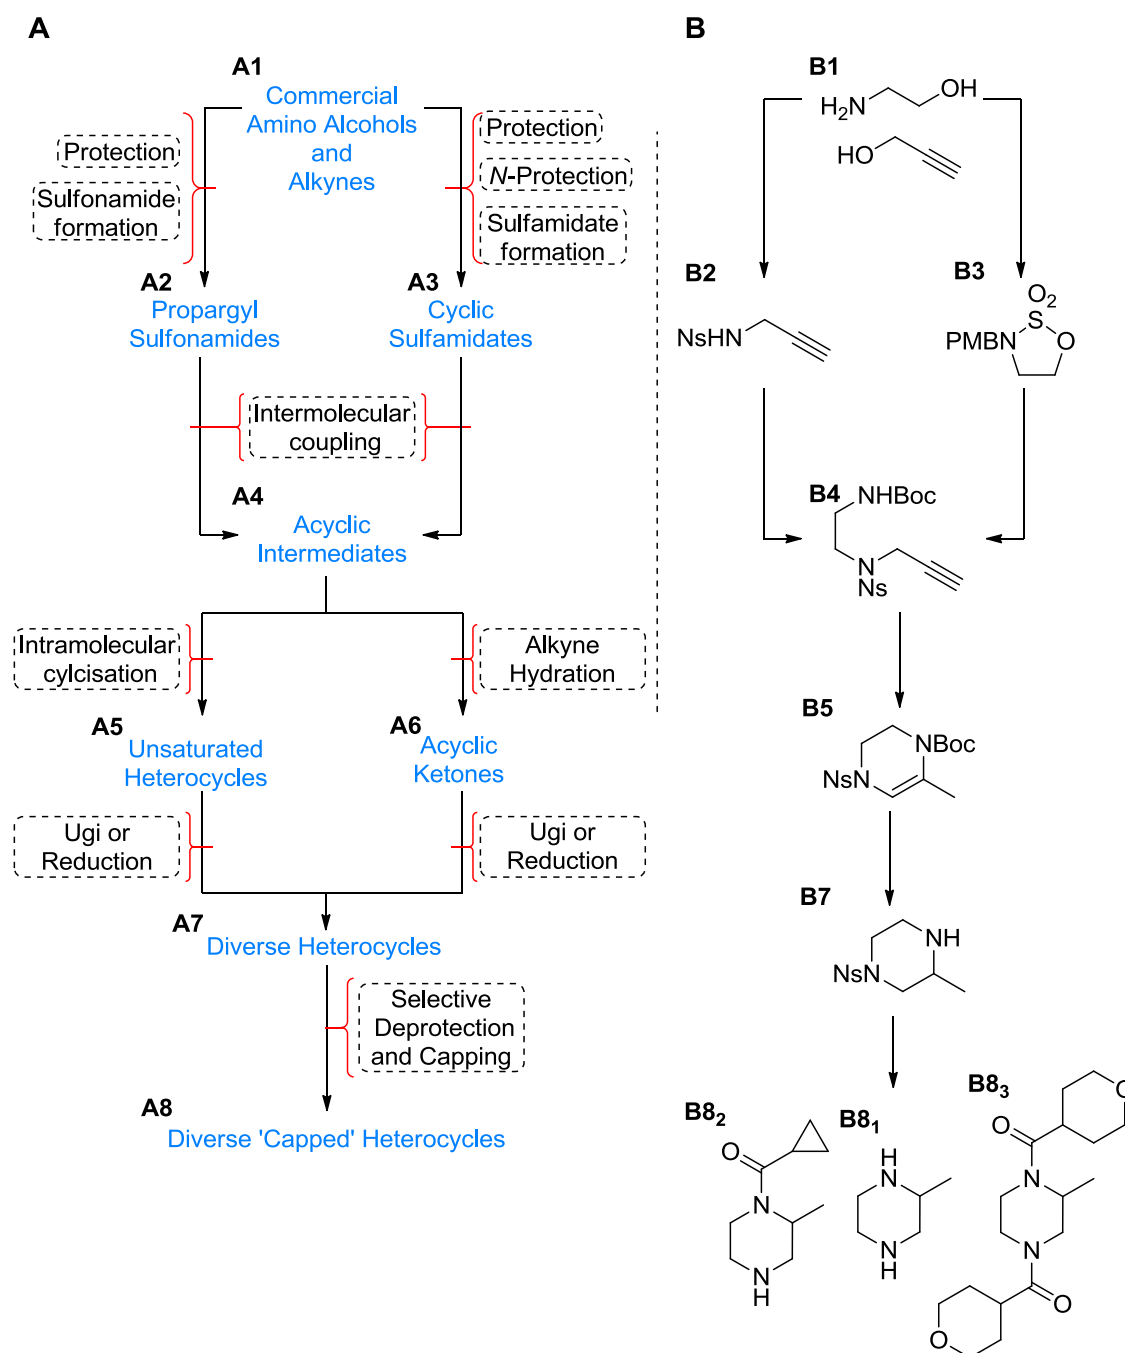 A
A1
Commercial
Amino Alcohols
and
Alkynes
Protection
Sulfonamide
formation
Protection
N-Protection
Sulfamidate
formation
A2
Propargyl
Sulfonamides
A3
Cyclic
Sulfamidates
Intermolecular
coupling
A4
Acyclic
Intermediates
Intramolecular
cylcisation
Alkyne
Hydration
A5
Unsaturated
Heterocycles
A6
Acyclic
Ketones
Ugi or
Reduction
Ugi or
Reduction
A7
Diverse Heterocycles
Selective
Deprotection
and Capping
A8
Diverse 'Capped' Heterocycles
B
B1
H2N
OH
HO
B2
NsHN
B3
O2
S
PMBN
O
B4
NHBoc
N
Ns
B5
NBoc
NsN
B7
NH
NsN
B82
O
N
N
H
B81
H
N
N
H
B83
O
O
N
N
O
O